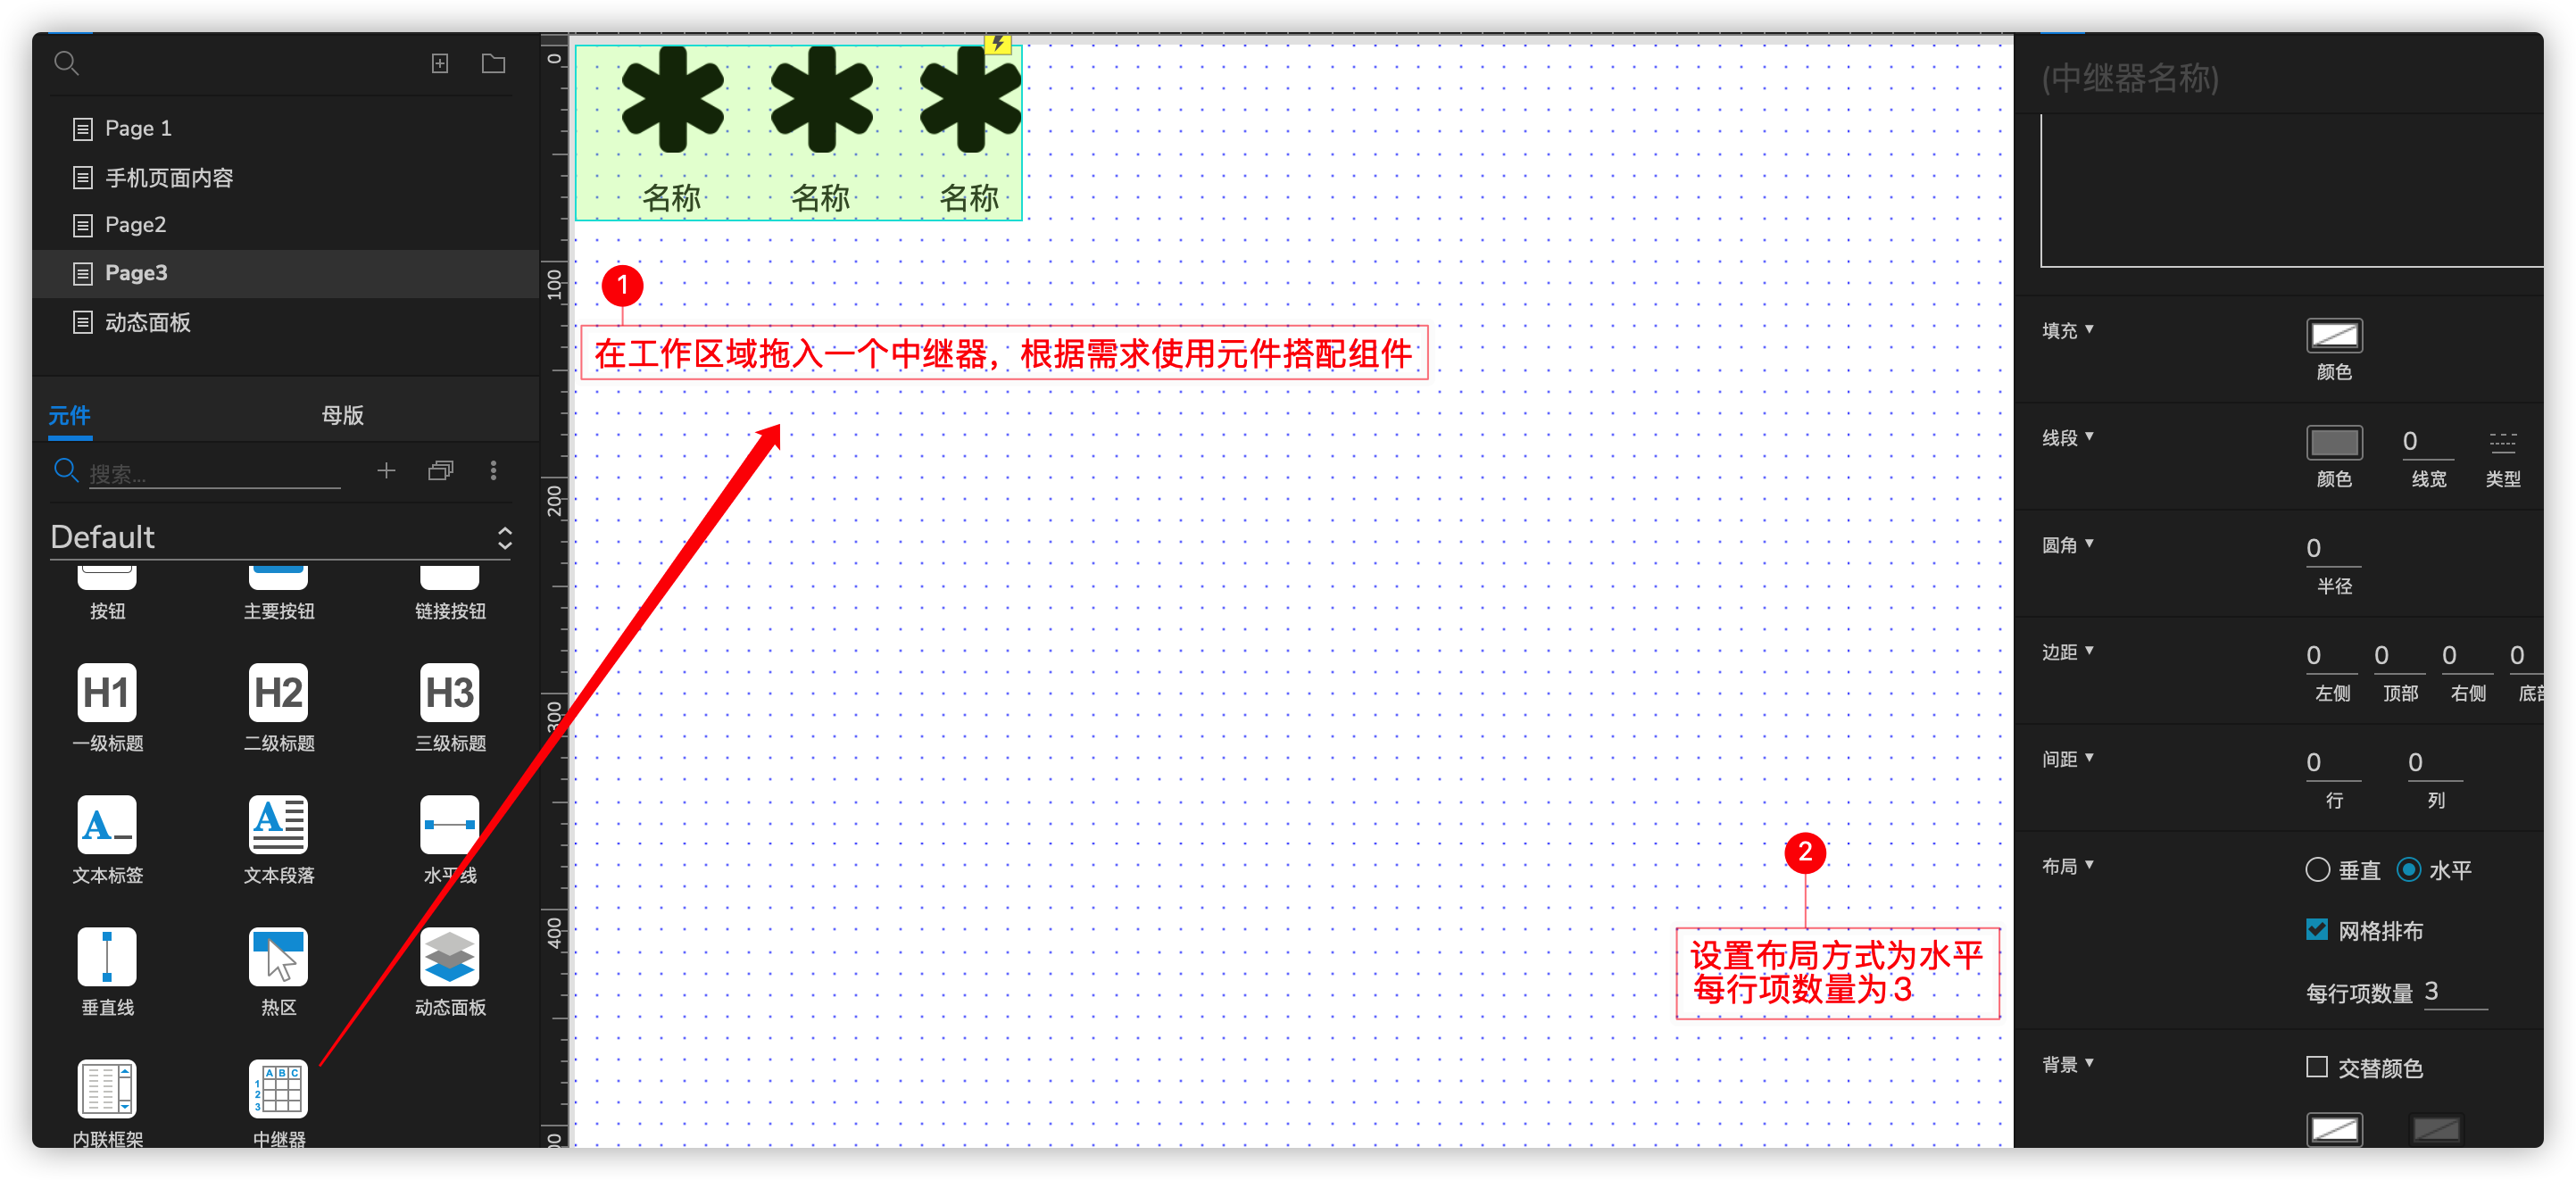 Page 1
手机页面内容
Page2
Page3
动态面板
元件
母版
搜索...
Default
按钮
主要按钮
链接按钮
H1
H2
H3
一级标题
二级标题
三级标题
A
A
文本标签
文本段落
水平线
垂直线
热区
动态面板
A B C
1
2
3
内联框架
中继器
0
100
200
300
400
名称
名称
名称
1
在工作区域拖入一个中继器，根据需求使用元件搭配组件
2
设置布局方式为水平
每行项数量为3
(中继器名称)
填充
颜色
线段
0
颜色
线宽
类型
圆角
0
半径
边距
0
0
0
0
左侧
顶部
右侧
间距
0
0
行
列
布局
垂直
水平
网格排布
每行项数量 3
背景
交替颜色